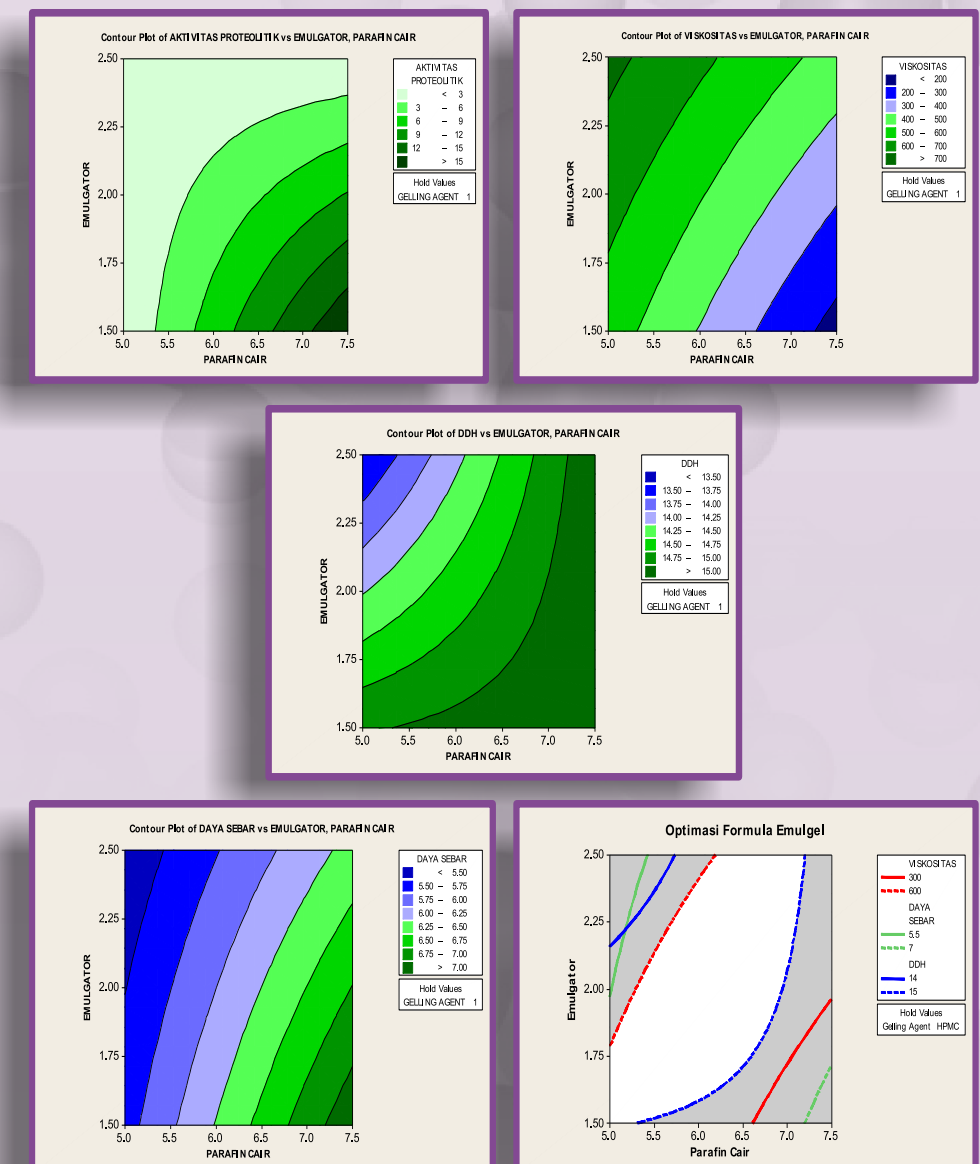 Contour Plot of AKTIVITAS PROTEOLITIK vs EMULGATOR, PARAFIN CAIR
2.50
2.25
2.00
1.75
1.50
EMULGATOR
5.0 5.5 6.0 6.5 7.0 7.5
PARAFIN CAIR
AKTIVITAS
PROTEOLITIK
< 3
3 – 6
6 – 9
9 – 12
12 – 15
> 15
Hold Values
GELLING AGENT 1
Contour Plot of VISKOSITAS vs EMULGATOR, PARAFIN CAIR
2.50
2.25
2.00
1.75
1.50
EMULGATOR
5.0 5.5 6.0 6.5 7.0 7.5
PARAFIN CAIR
VISKOSITAS
< 200
200 – 300
300 – 400
400 – 500
500 – 600
600 – 700
> 700
Hold Values
GELLING AGENT 1
Contour Plot of DDH vs EMULGATOR, PARAFIN CAIR
2.50
2.25
2.00
1.75
1.50
EMULGATOR
5.0 5.5 6.0 6.5 7.0 7.5
PARAFIN CAIR
DDH
< 13.50
13.50 – 13.75
13.75 – 14.00
14.00 – 14.25
14.25 – 14.50
14.50 – 14.75
14.75 – 15.00
> 15.00
Hold Values
GELLING AGENT 1
Contour Plot of DAYA SEBAR vs EMULGATOR, PARAFIN CAIR
2.50
2.25
2.00
1.75
1.50
EMULGATOR
5.0 5.5 6.0 6.5 7.0 7.5
PARAFIN CAIR
DAYA SEBAR
< 5.50
5.50 – 5.75
5.75 – 6.00
6.00 – 6.25
6.25 – 6.50
6.50 – 6.75
6.75 – 7.00
> 7.00
Hold Values
GELLING AGENT 1
Optimasi Formula Emulgel
2.50
2.25
2.00
1.75
1.50
Emulgator
5.0 5.5 6.0 6.5 7.0 7.5
Parafin Cair
VISKOSITAS
300
600
DAYA
SEBAR
5.5
7
DDH
14
15
Hold Values
Gelling Agent HPMC